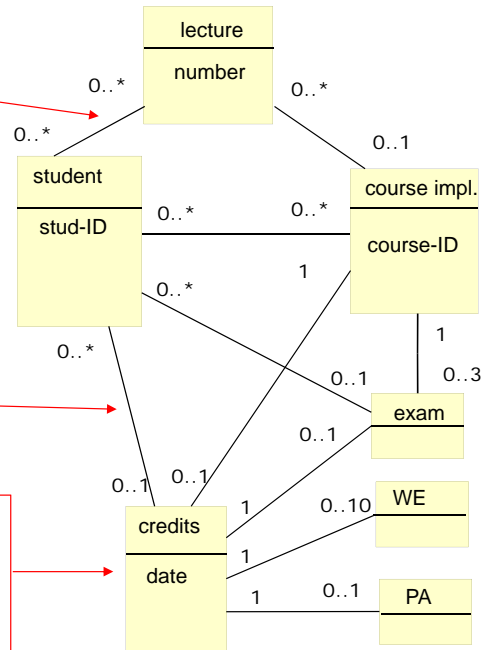 lecture
number
0..*
0..*
0..*
0..1
student
stud-ID
course impl.
course-ID
0..*
0..*
1
0..*
1
0..*
0..1
0..3
exam
0..1
0..1
0..1
1
credits
date
0..10
WE
1
1
0..1
PA